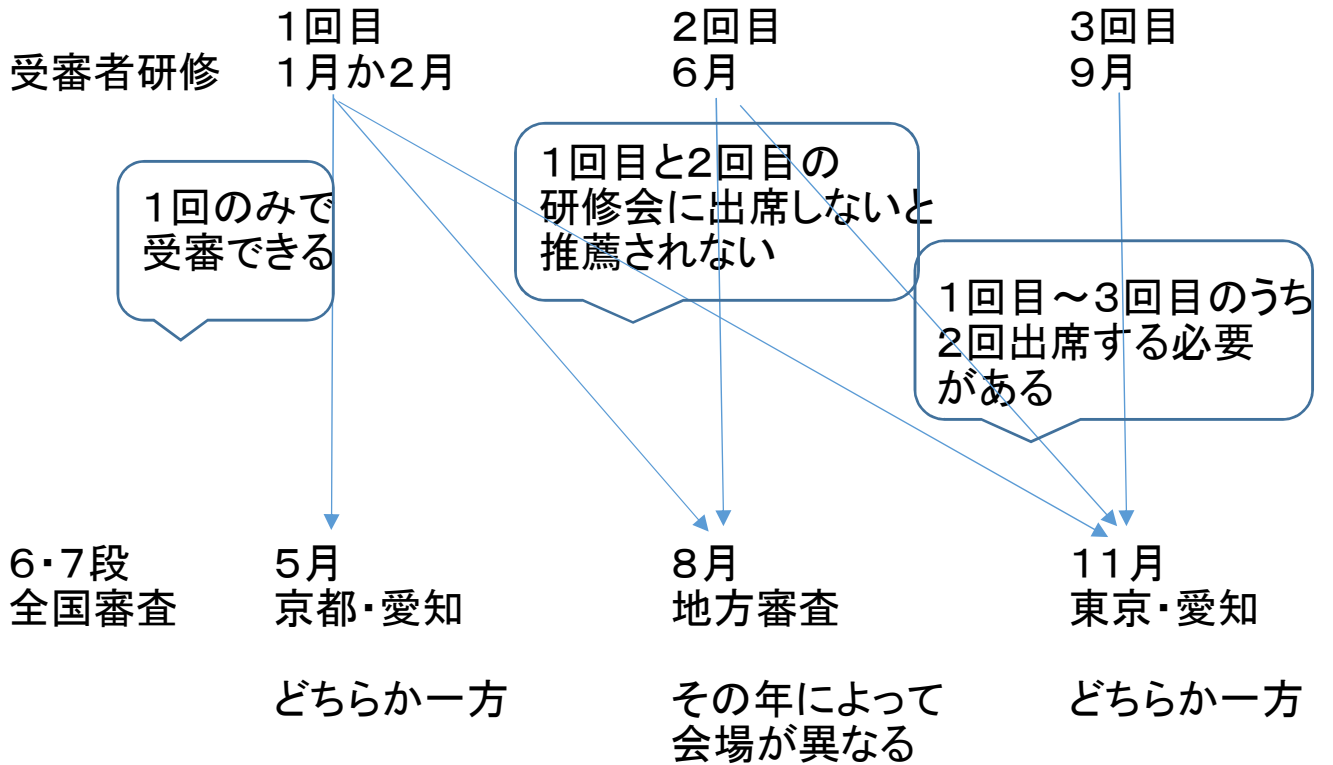 1回目
2回目
3回目
受審者研修
1月か2月
6月
9月
1回のみで
受審できる
1回目と2回目の
研修会に出席しないと
推薦されない
1回目～3回目のうち
2回出席する必要
がある
6・7段
全国審査
5月
京都・愛知
どちらか一方
8月
地方審査
その年によって
会場が異なる
11月
東京・愛知
どちらか一方